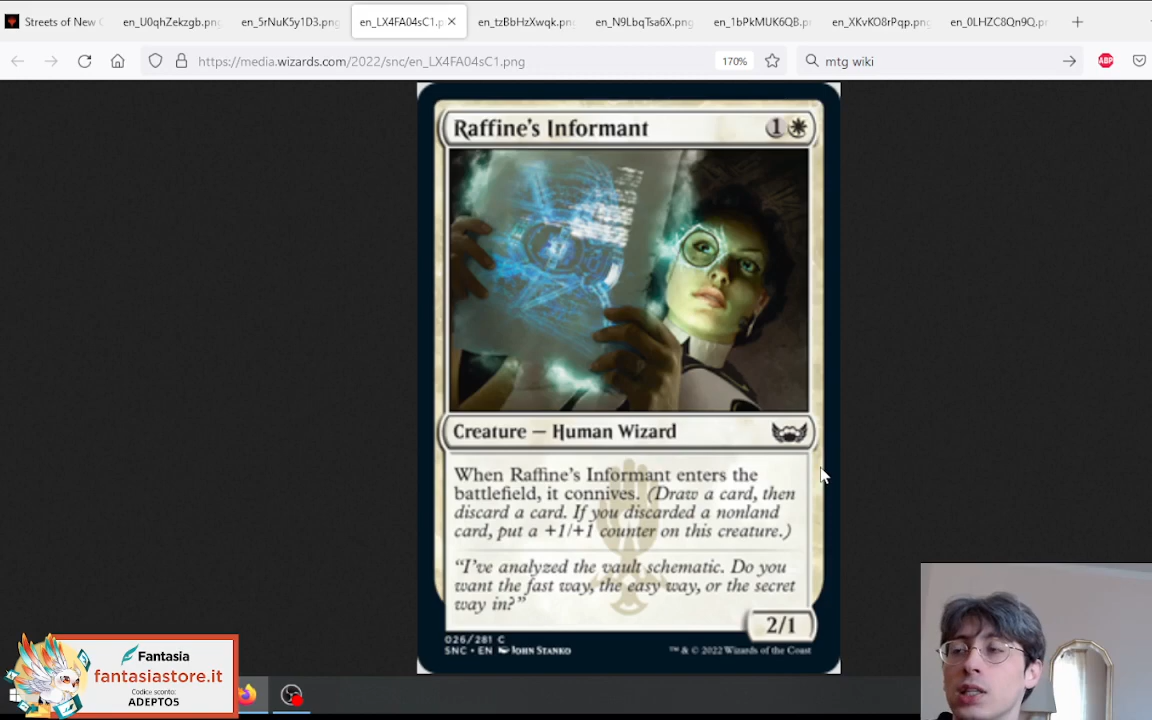 Streets of New C
en_U0qhZekzgb.png
en_5rNuK5y1D3.png
en_LX4FA04sC1.p
en_tzBbHzXwqk.png
en_N9LbqTsa6X.png
en_1bPkMUK6QB.p
en_XKvKO8rPqp.png
en_0LHZC8Qn9Q.p
https://media.wizards.com/2022/snc/en_LX4FA04sC1.png
170%
mtg wiki
ABP
Raffine's Informant
1
Creature — Human Wizard
When Raffine's Informant enters the
battlefield, it connives. (Draw a card, then
discard a card. If you discarded a nonland
card, put a +1/+1 counter on this creature.)
"I've analyzed the vault schematic. Do you
want the fast way, the easy way, or the secret
way in?"
2/1
026/281 C
SNC • EN John Stanko
™ & © 2022 Wizards of the Coast
Fantasia
fantasiastore.it
Codice sconto:
ADEPTO5